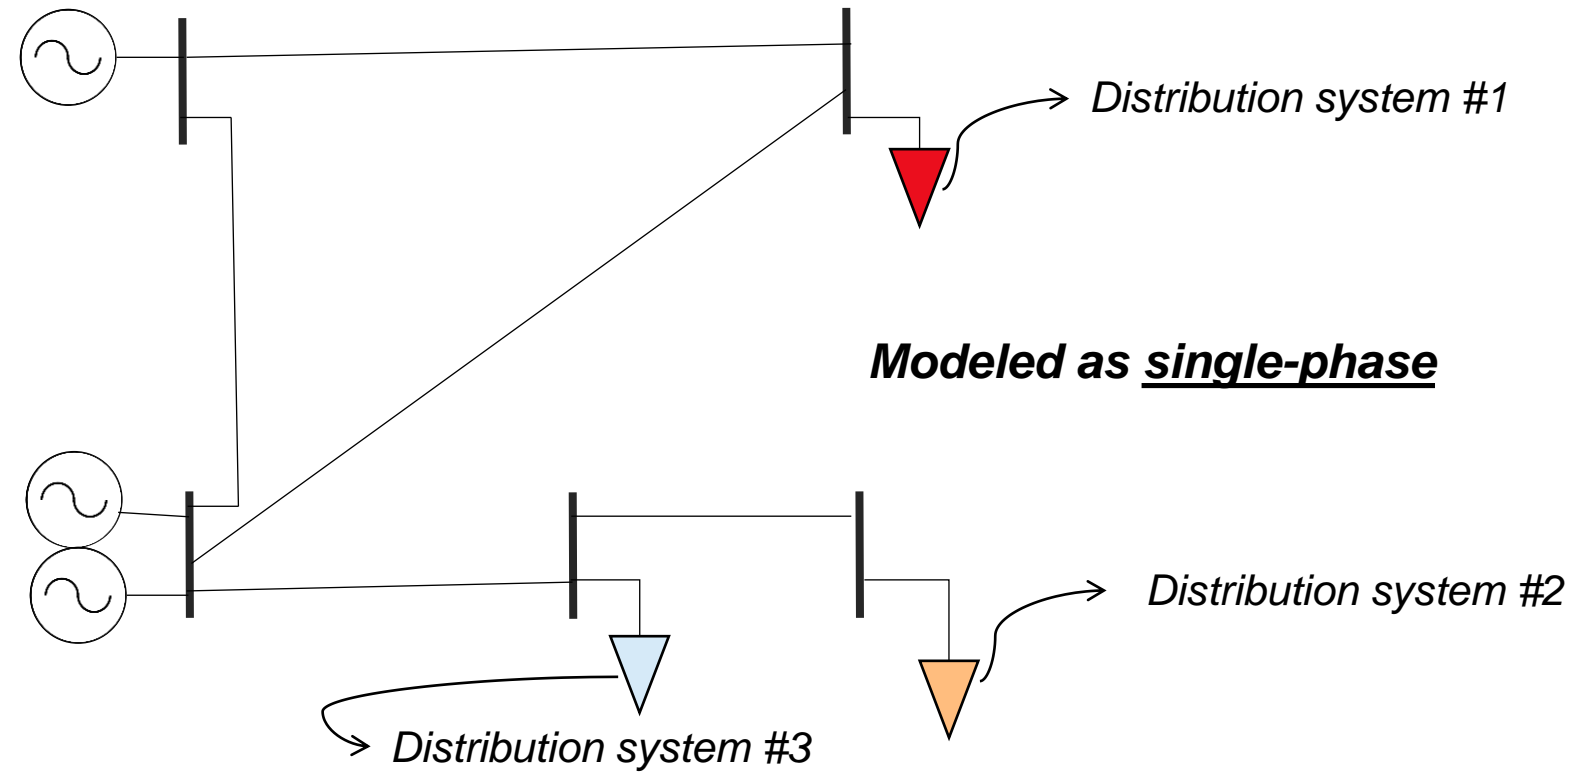 Distribution system #1
Modeled as single-phase
Distribution system #2
Distribution system #3